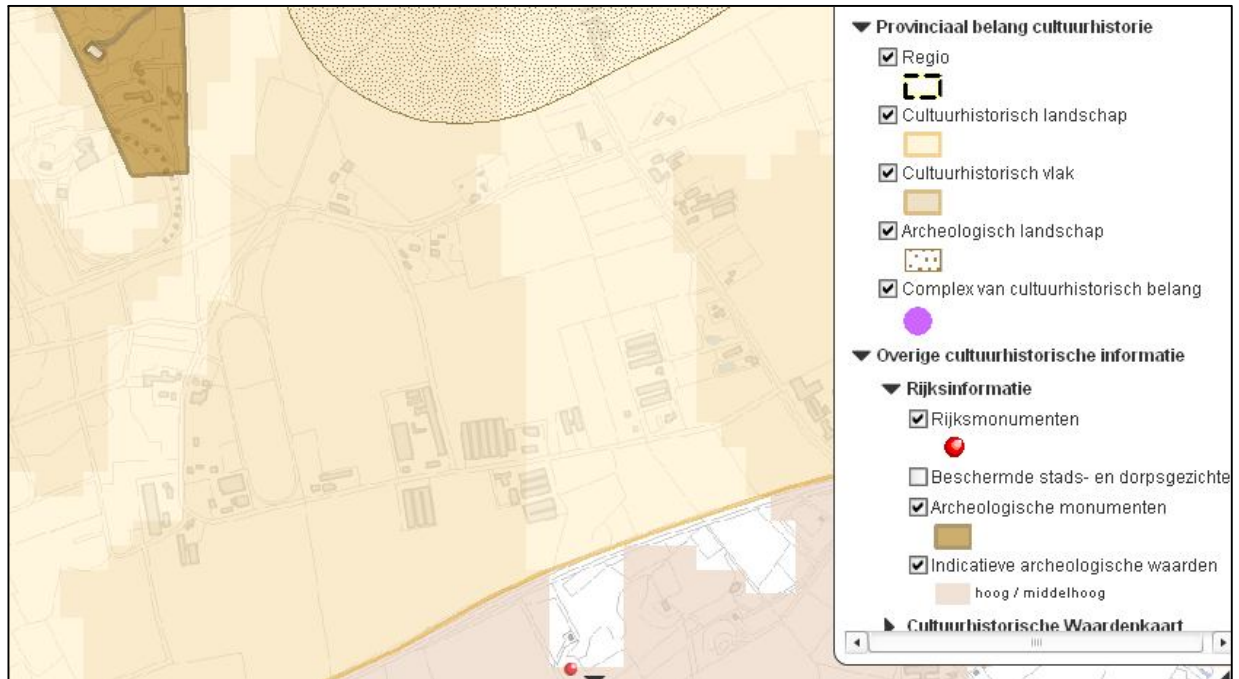 Provinciaal belang cultuurhistorie
Regio
Cultuurhistorisch landschap
Cultuurhistorisch vlak
Archeologisch landschap
Complex van cultuurhistorisch belang
Overige cultuurhistorische informatie
Rijksinformatie
Rijksmonumenten
Beschermde stads- en dorpsgezichte
Archeologische monumenten
Indicatieve archeologische waarden
hoog / middelhoog
Cultuurhistorische Waardenkaart